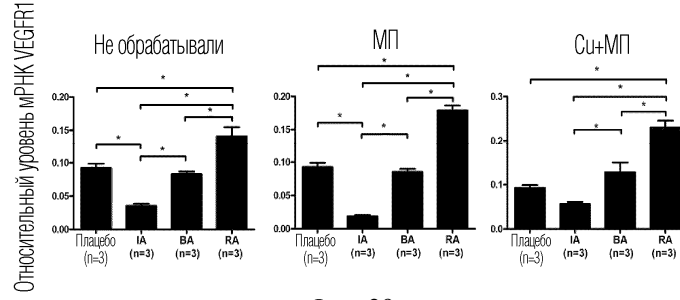 Относительный уровень мРНК VEGFR1
Не обрабатывали
* * * * *
0.20
0.15
0.10
0.05
0.00
Плацебо (n=3)
IA (n=3)
BA (n=3)
RA (n=3)
МП
* * * * *
0.20
0.15
0.10
0.05
0.00
Плацебо (n=3)
IA (n=3)
BA (n=3)
RA (n=3)
Cu+МП
* * * *
*
0.3
0.2
0.1
0.0
Плацебо (n=3)
IA (n=3)
BA (n=3)
RA (n=3)